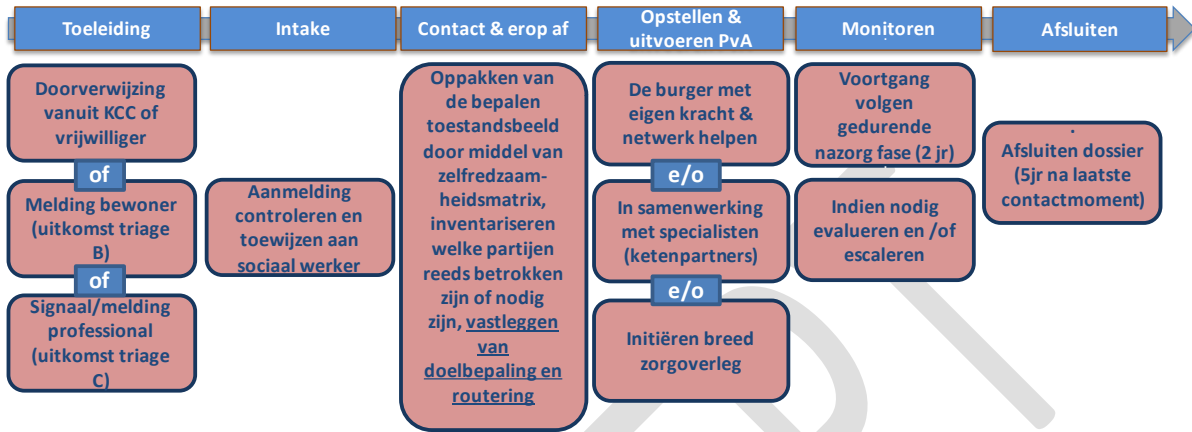 Toeleiding
Intake
Contact & erop af
Opstellen &
uitvoeren PvA
Monitoren
Afsluiten
Doorverwijzing
vanuit KCC of
vrijwilliger
of
Melding bewoner
(uitkomst triage
B)
of
Signaal/melding
professional
(uitkomst triage
C)
Aanmelding
controleren en
toewijzen aan
sociaal werker
Oppakken van
de bepalen
toestandsbeeld
door middel van
zelfredzaam-
heidsmatrix,
inventariseren
welke partijen
reeds betrokken
zijn of nodig
zijn, vastleggen
van
doelbepaling en
routering
De burger met
eigen kracht &
netwerk helpen
e/o
In samenwerking
met specialisten
(ketenpartners)
e/o
Initiëren breed
zorgoverleg
Voortgang
volgen
gedurende
nazorg fase (2 jr)
Indien nodig
evalueren en /of
escaleren
.
Afsluiten dossier
(5jr na laatste
contactmoment)